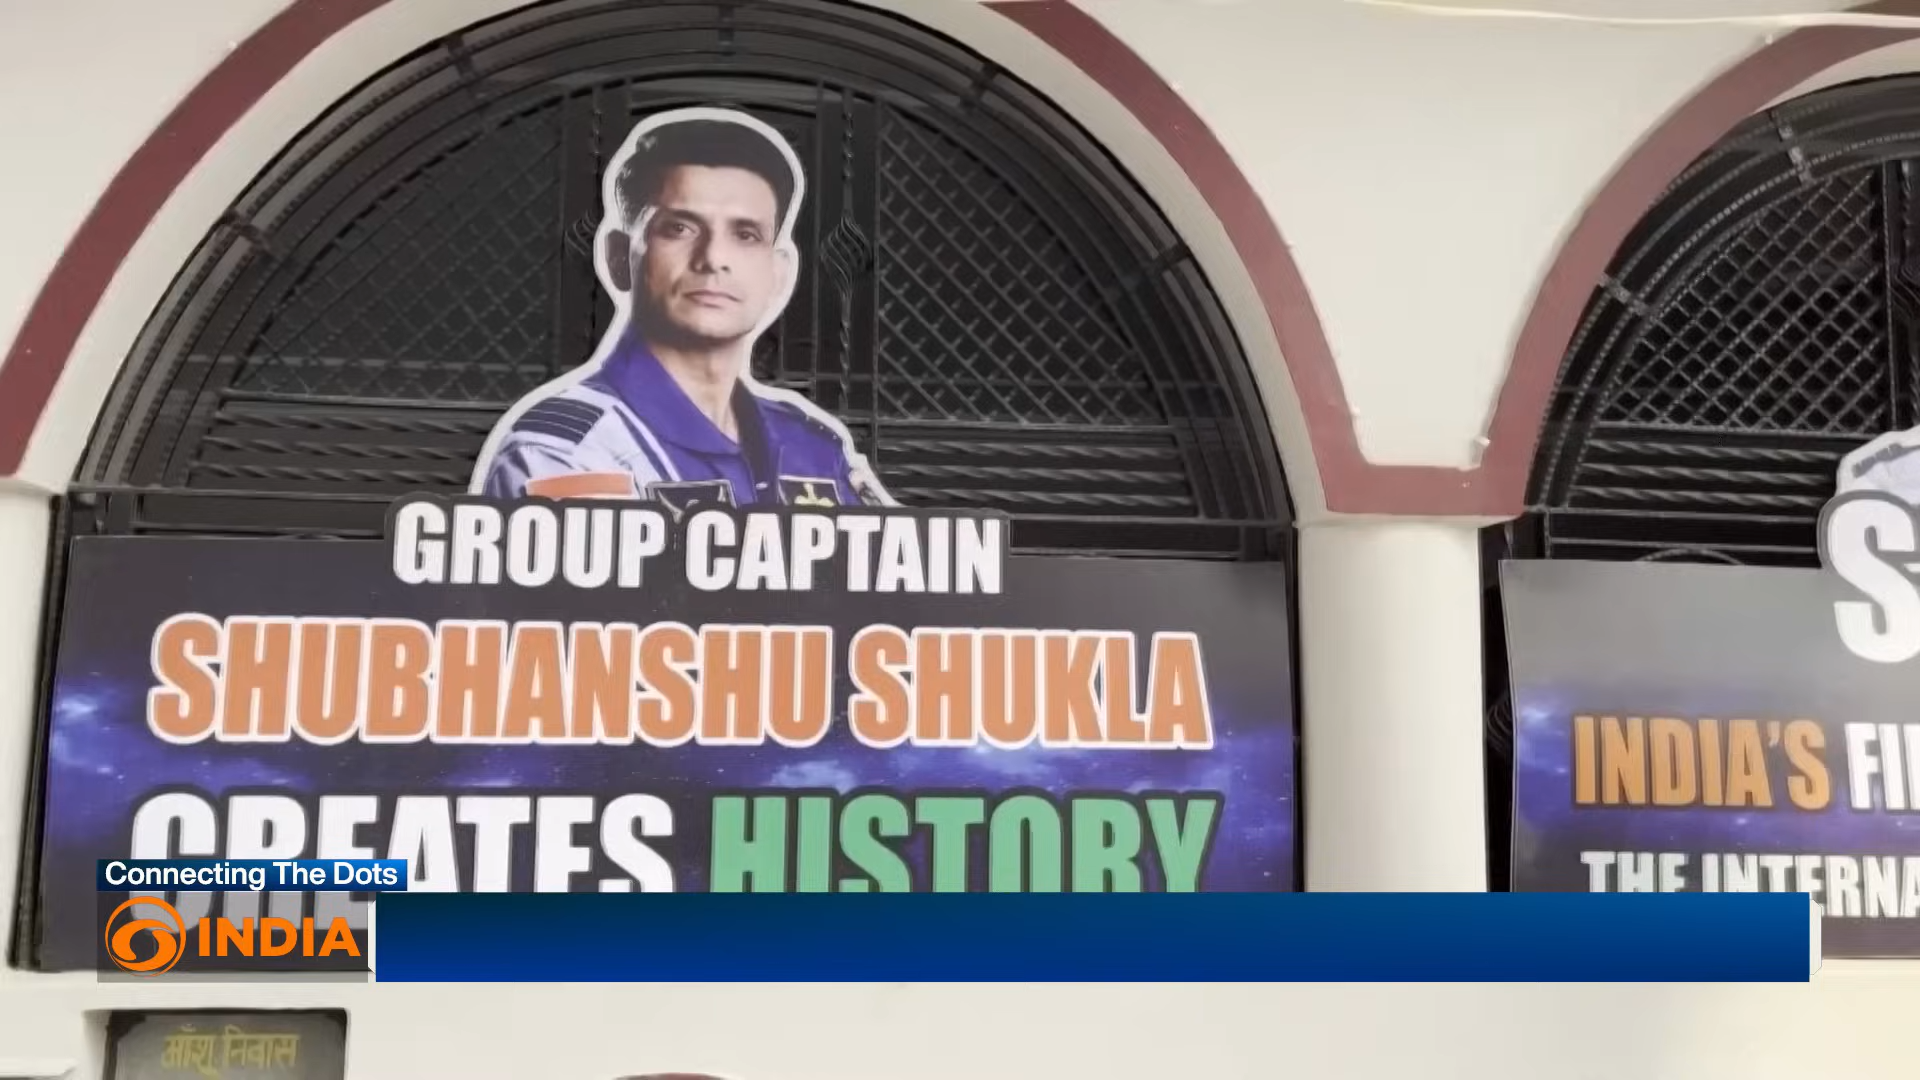 GROUP CAPTAIN
SHUBHANSHU SHUKLA
CREATES HISTORY
INDIA'S
THE
Connecting The Dots
INDIA
माँशु निवास